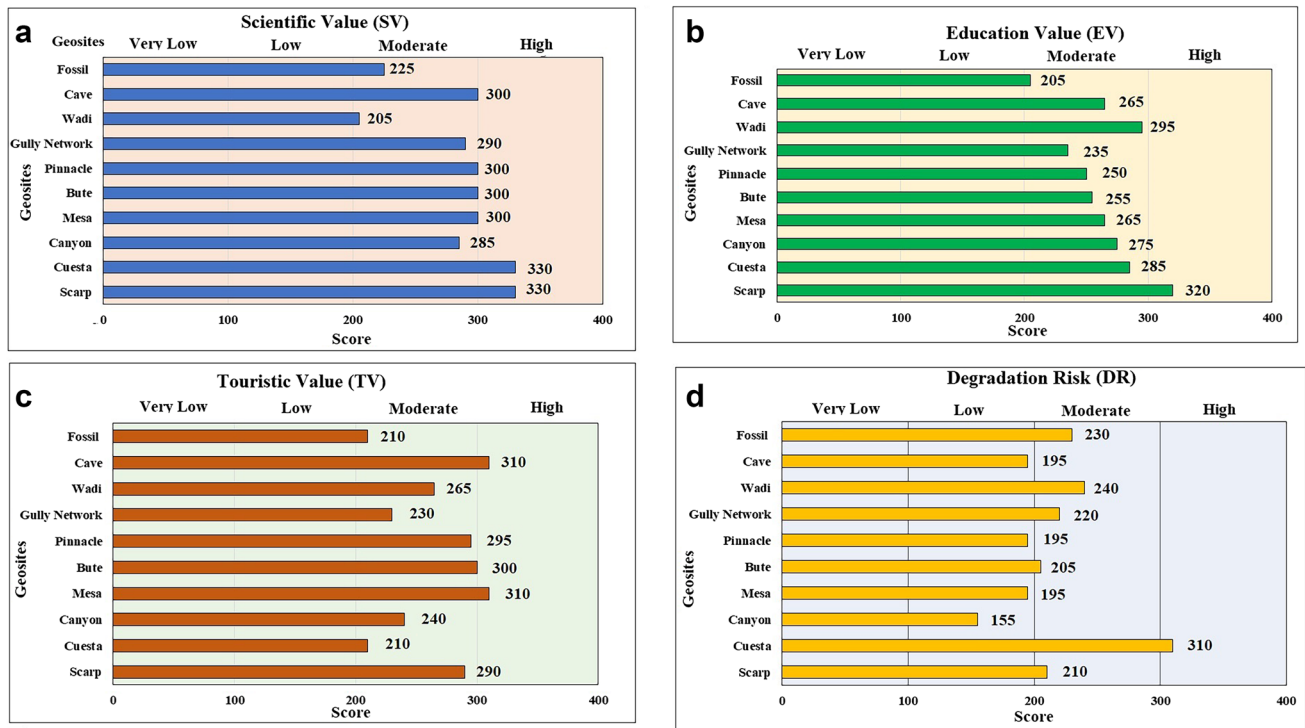 a
Scientific Value (SV)
Geosites Very Low Low Moderate High
Fossil 225
Cave 300
Wadi 205
Gully Network 290
Pinnacle 300
Bute 300
Mesa 300
Canyon 285
Cuesta 330
Scarp 330
Geosites
0 100 200 300 400
Score
b
Education Value (EV)
Very Low Low Moderate High
Fossil 205
Cave 265
Wadi 295
Gully Network 235
Pinnacle 250
Bute 255
Mesa 265
Canyon 275
Cuesta 285
Scarp 320
Geosites
0 100 200 300 400
Score
c
Touristic Value (TV)
Very Low Low Moderate High
Fossil 210
Cave 310
Wadi 265
Gully Network 230
Pinnacle 295
Bute 300
Mesa 310
Canyon 240
Cuesta 210
Scarp 290
Geosites
0 100 200 300 400
Score
d
Degradation Risk (DR)
Very Low Low Moderate High
Fossil 230
Cave 195
Wadi 240
Gully Network 220
Pinnacle 195
Bute 205
Mesa 195
Canyon 155
Cuesta 310
Scarp 210
Geosites
0 100 200 300 400
Score